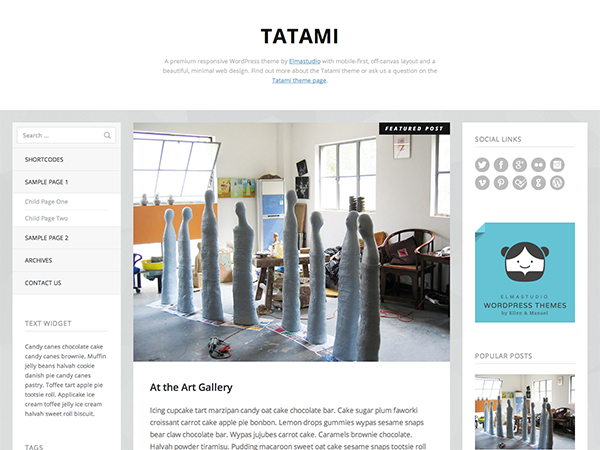 TATAMI
A premium responsive WordPress theme by Elmastudio with mobile-first, off-canvas layout and a
beautiful, minimal web design. Find out more about the Tatami theme or ask us a question on the
Tatami theme page.
Search ...
SHORTCODES
SAMPLE PAGE 1
Child Page One
Child Page Two
SAMPLE PAGE 2
ARCHIVES
CONTACT US
TEXT WIDGET
Candy canes chocolate cake
candy canes brownie. Muffin
jelly beans halvah cookie
danish pie candy canes
pastry. Toffee tart apple pie
tootsie roll. Applicake ice
cream toffee jelly ice cream
halvah sweet roll biscuit.
TAGS
FEATURED POST
At the Art Gallery
Icing cupcake tart marzipan candy oat cake chocolate bar. Cake sugar plum faworki
croissant carrot cake apple pie bonbon. Lemon drops gummies wypas sesame snaps
bear claw chocolate bar. Wypas jujubes carrot cake. Caramels brownie chocolate.
Halvah powder tiramisu. Pudding macaroon sweet oat cake sesame snaps tootsie roll
SOCIAL LINKS
ELMASTUDIO
WORDPRESS THEMES
by Ellen & Manuel
POPULAR POSTS